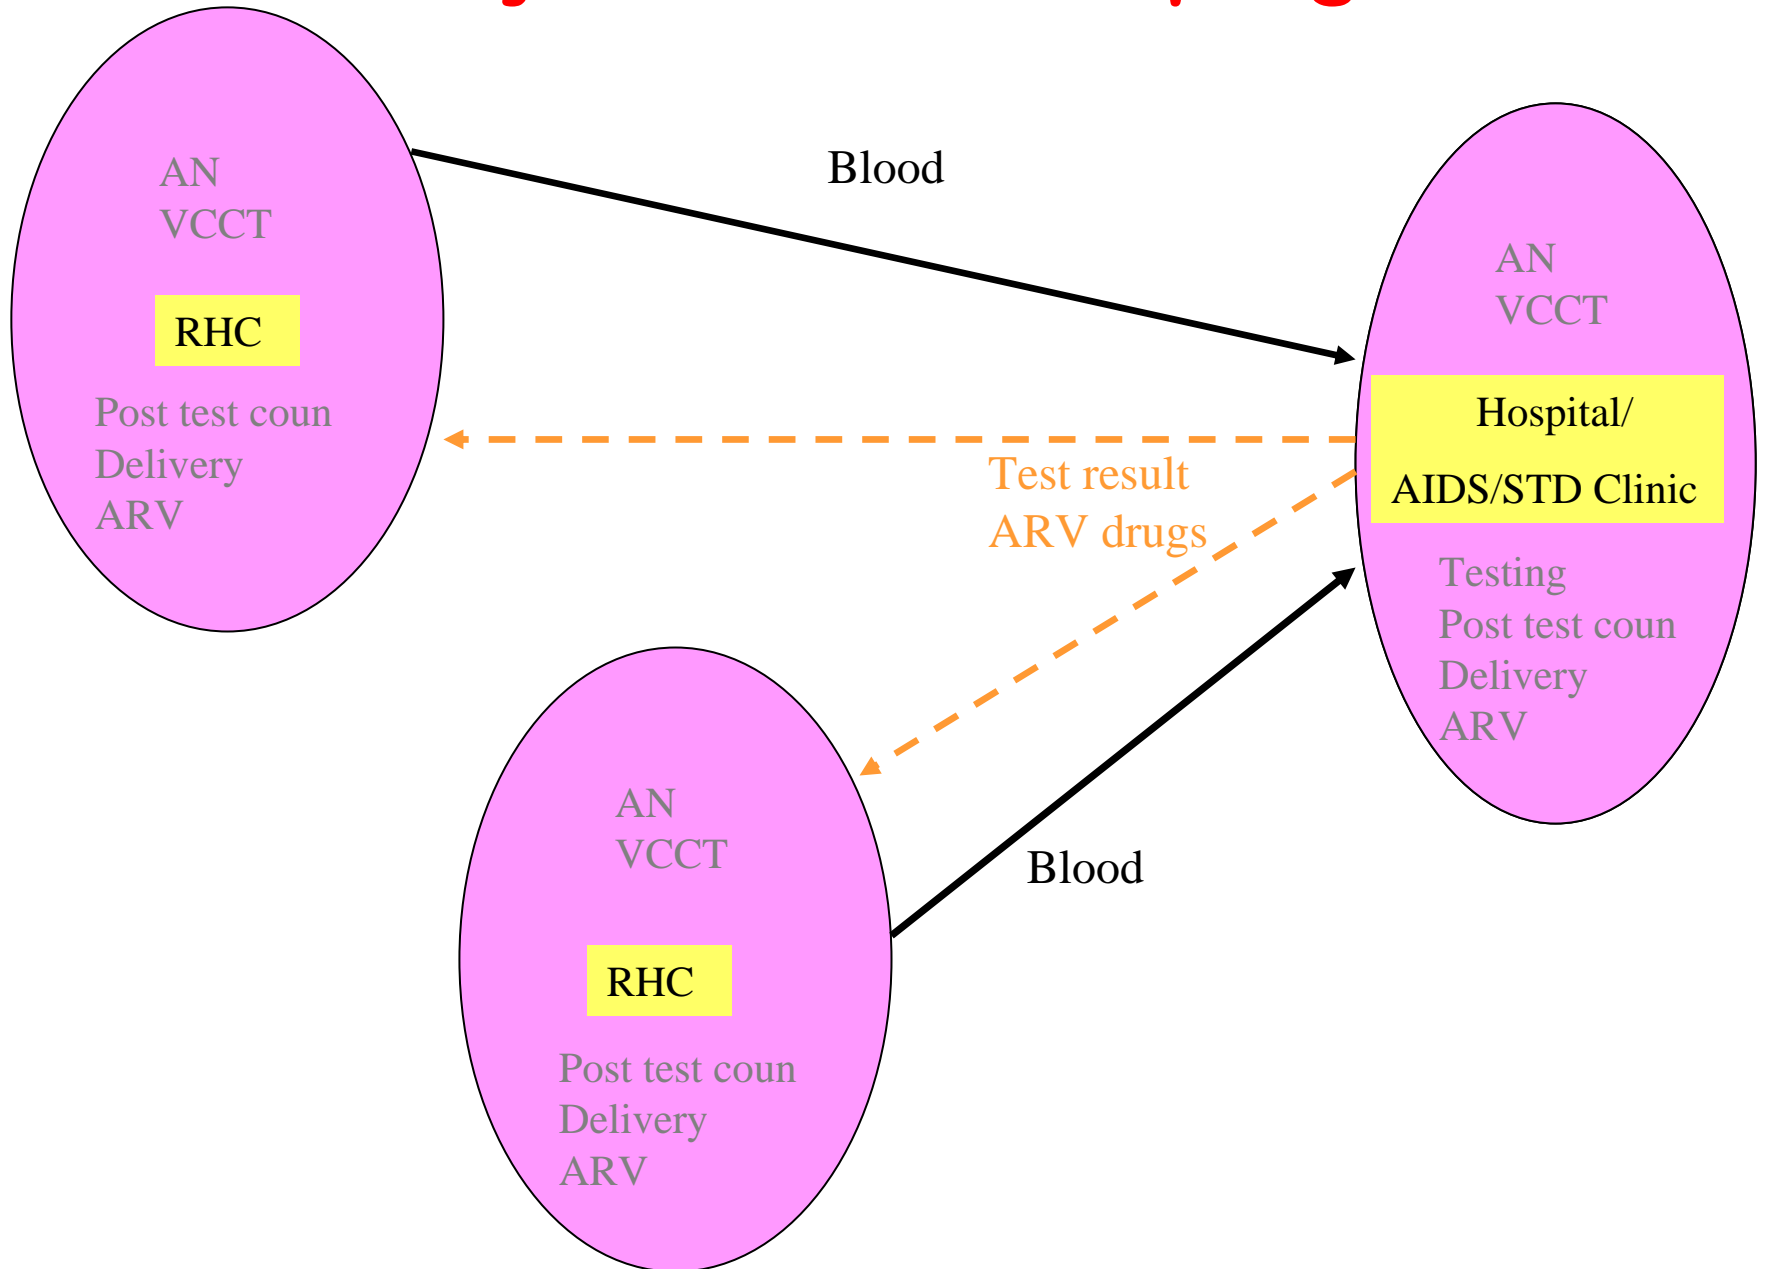 AN
VCCT
RHC
Post test coun
Delivery
ARV
Blood
Test result
ARV drugs
AN
VCCT
Hospital/
AIDS/STD Clinic
Testing
Post test coun
Delivery
ARV
AN
VCCT
RHC
Post test coun
Delivery
ARV
Blood